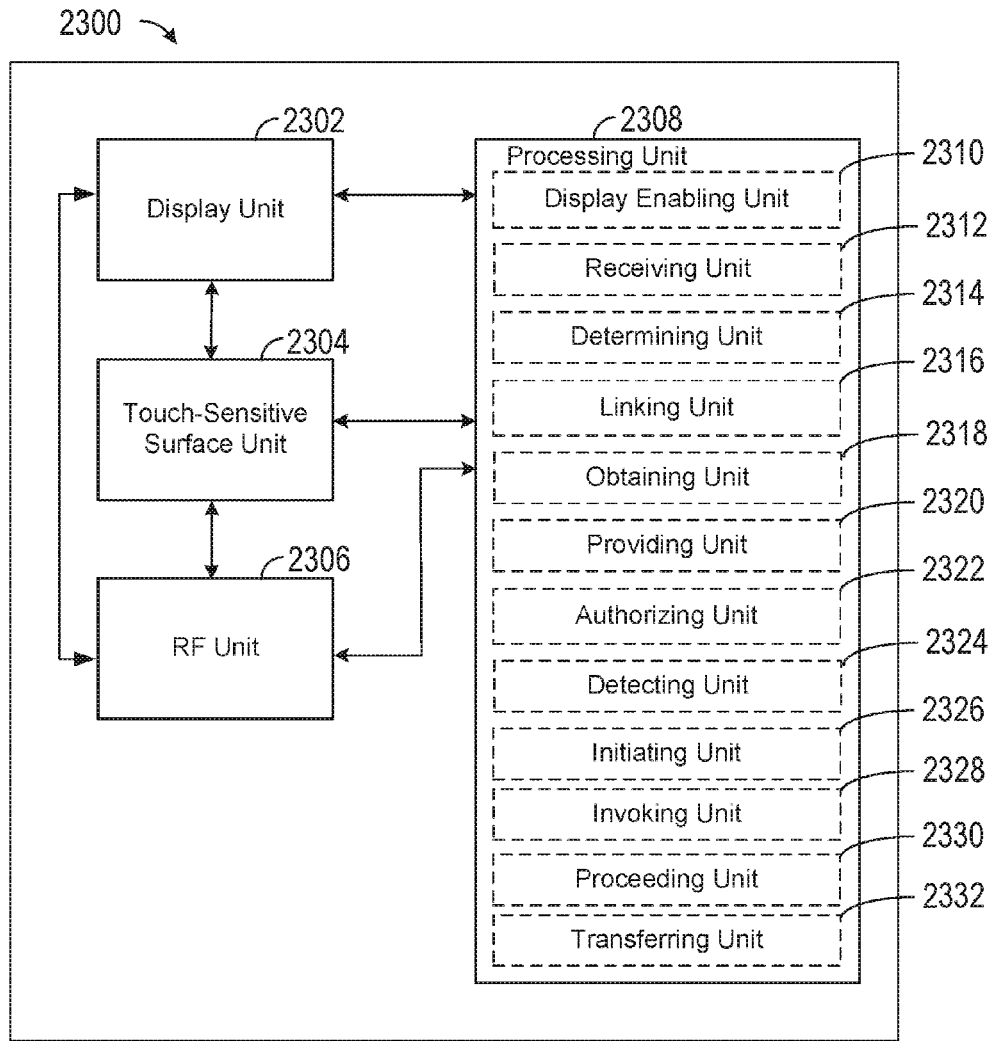 2300
2302
Display Unit
2304
Touch-Sensitive
Surface Unit
2306
RF Unit
2308
Processing Unit
2310
Display Enabling Unit
2312
Receiving Unit
2314
Determining Unit
2316
Linking Unit
2318
Obtaining Unit
2320
Providing Unit
2322
Authorizing Unit
2324
Detecting Unit
2326
Initiating Unit
2328
Invoking Unit
2330
Proceeding Unit
2332
Transferring Unit